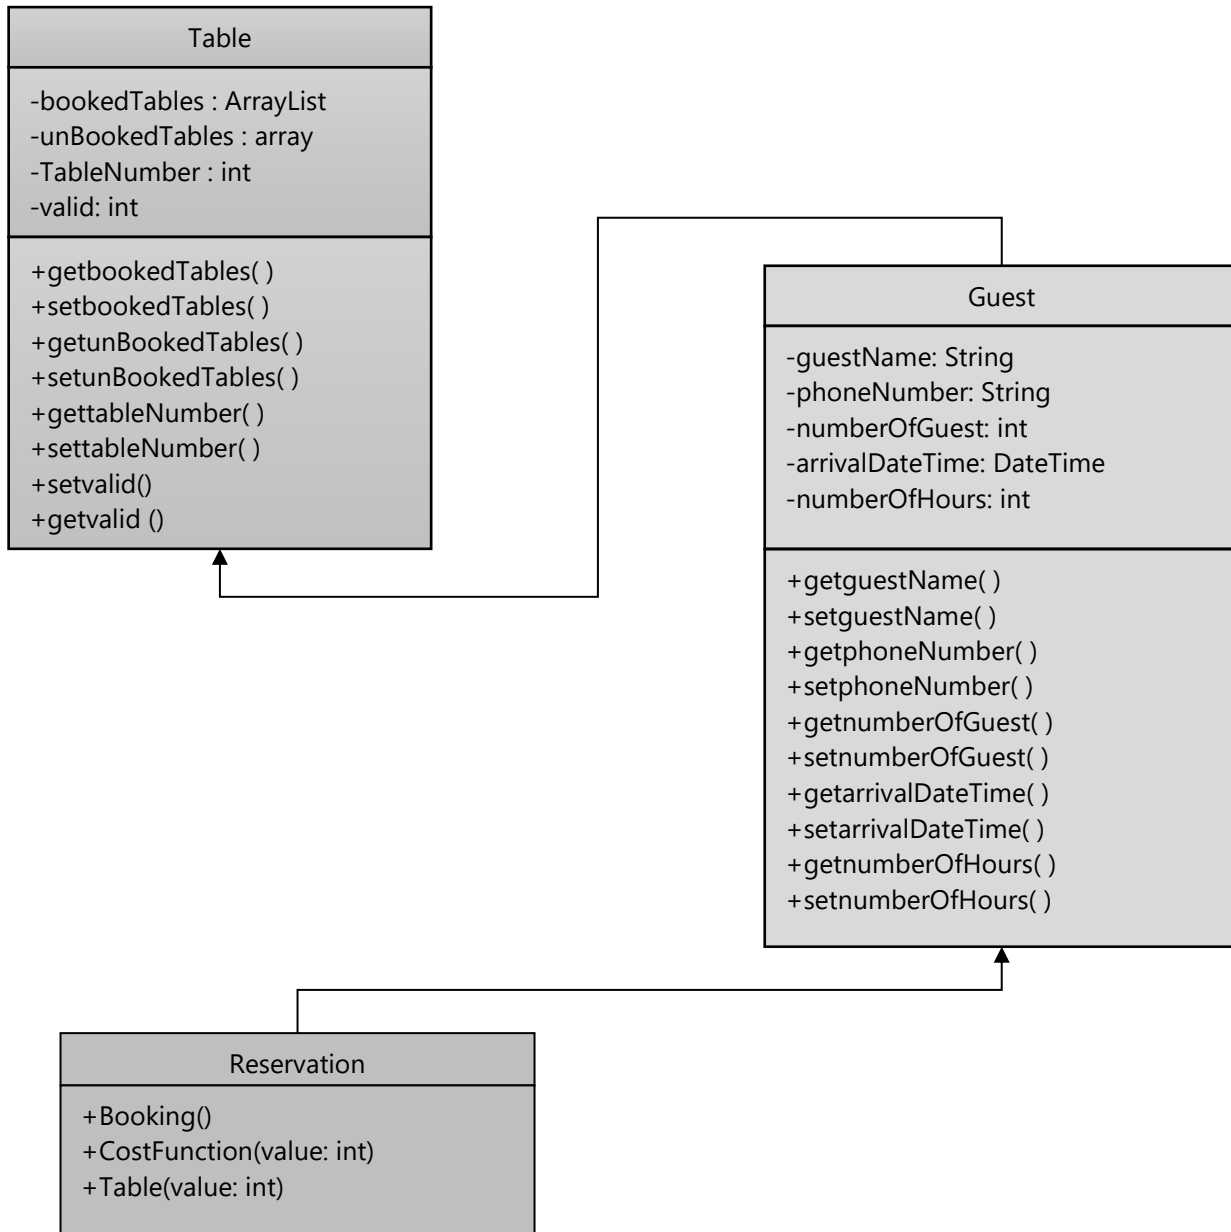 Table
-bookedTables : ArrayList
-unBookedTables : array
-TableNumber : int
-valid: int
+getbookedTables( )
+setbookedTables( )
+getunBookedTables( )
+setunBookedTables( )
+gettableNumber( )
+settableNumber( )
+setvalid()
+getvalid ()
Guest
-guestName: String
-phoneNumber: String
-numberOfGuest: int
-arrivalDateTime: DateTime
-numberOfHours: int
+getguestName( )
+setguestName( )
+getphoneNumber( )
+setphoneNumber( )
+getnumberOfGuest( )
+setnumberOfGuest( )
+getarrivalDateTime( )
+setarrivalDateTime( )
+getnumberOfHours( )
+setnumberOfHours( )
Reservation
+Booking()
+CostFunction(value: int)
+Table(value: int)